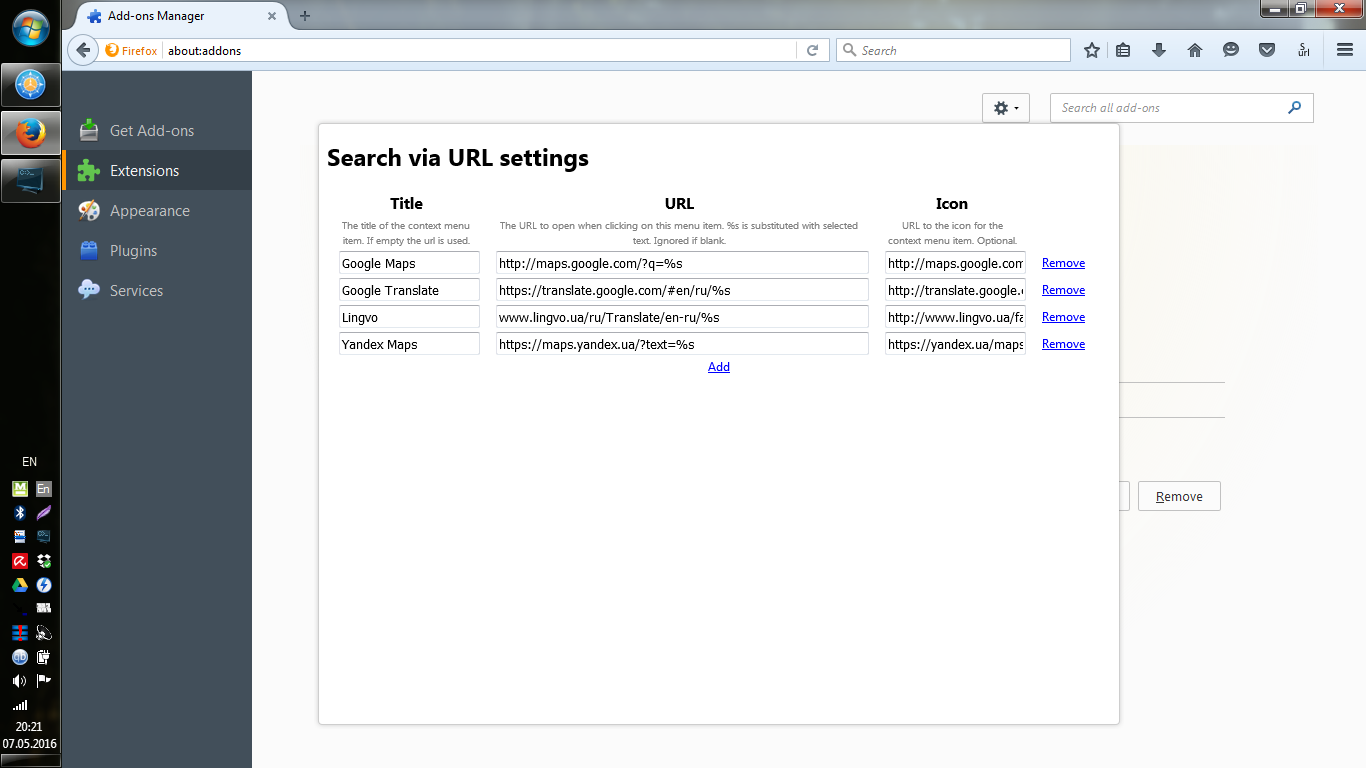 Add-ons Manager
Firefox
about:addons
Search
S
url
Get Add-ons
Extensions
Appearance
Plugins
Services
Search all add-ons
Search via URL settings
Title URL Icon
The title of the context menu
item. If empty the url is used.
The URL to open when clicking on this menu item. %s is substituted with selected
text. Ignored if blank.
URL to the icon for the
context menu item. Optional.
Google Maps http://maps.google.com/?q=%s http://maps.google.com Remove
Google Translate https://translate.google.com/#en/ru/%s http://translate.google. Remove
Lingvo www.lingvo.ua/ru/Translate/en-ru/%s http://www.lingvo.ua/fa Remove
Yandex Maps https://maps.yandex.ua/?text=%s https://yandex.ua/maps Remove
Add
Remove
EN
En
20:21
07.05.2016